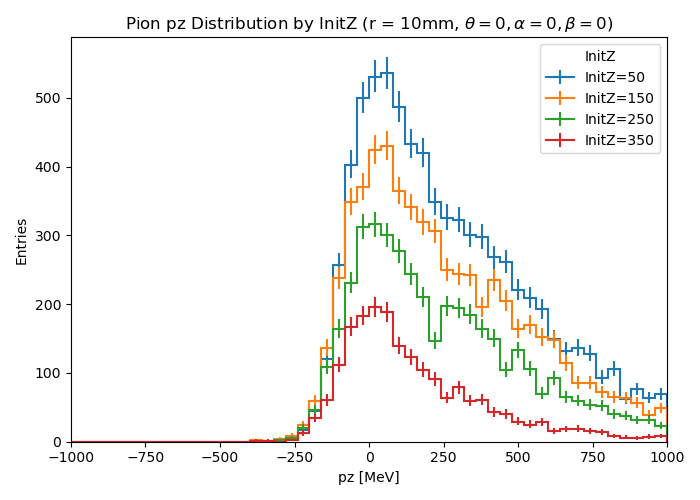 Pion pz Distribution by InitZ (r = 10mm, θ = 0, α = 0, β = 0)
InitZ
InitZ=50
InitZ=150
InitZ=250
InitZ=350
Entries
500
400
300
200
100
0
−1000 −750 −500 −250 0 250 500 750 1000
pz [MeV]